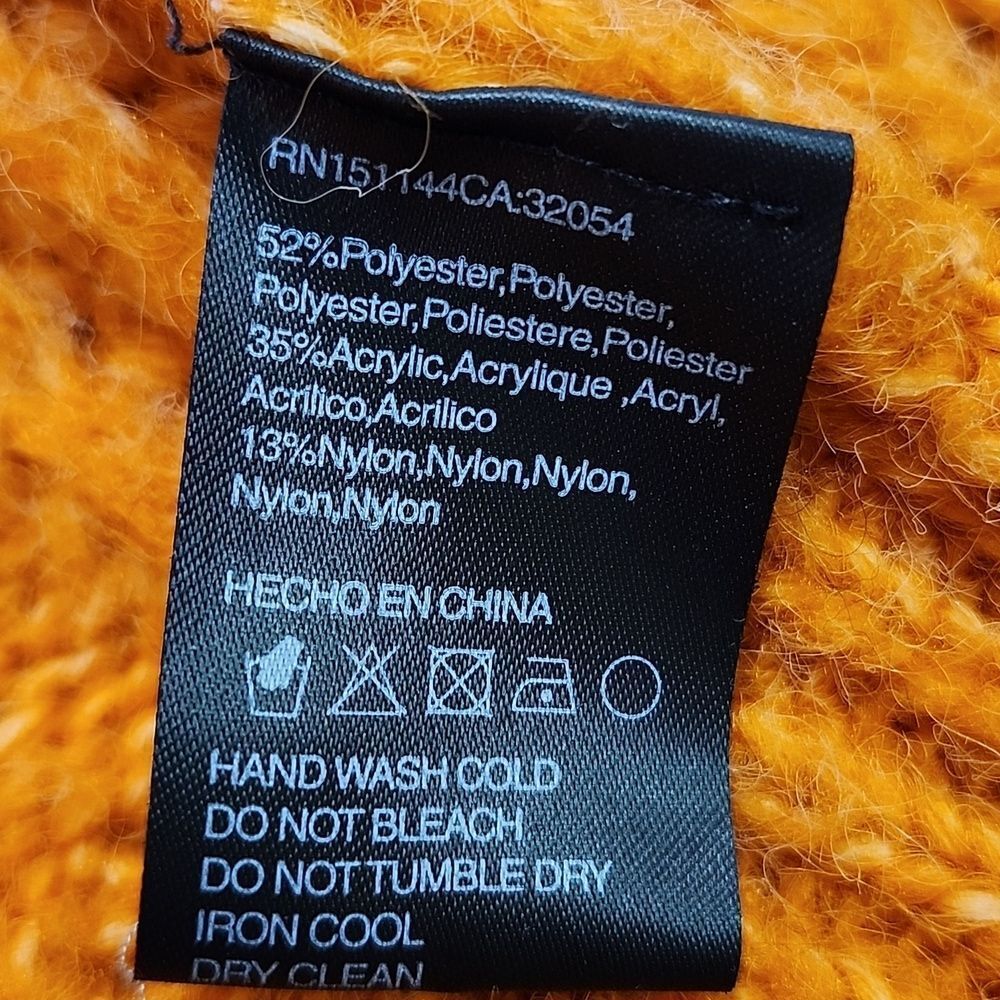 RN151144CA:32054
52%Polyester,Polyester,
Polyester,Poliestere,Poliester
35%Acrylic,Acrylique ,Acryl,
Acrilico,Acrilico
13%Nylon,Nylon,Nylon,
Nylon,Nylon
HECHO EN CHINA
HAND WASH COLD
DO NOT BLEACH
DO NOT TUMBLE DRY
IRON COOL
DRY CLEAN